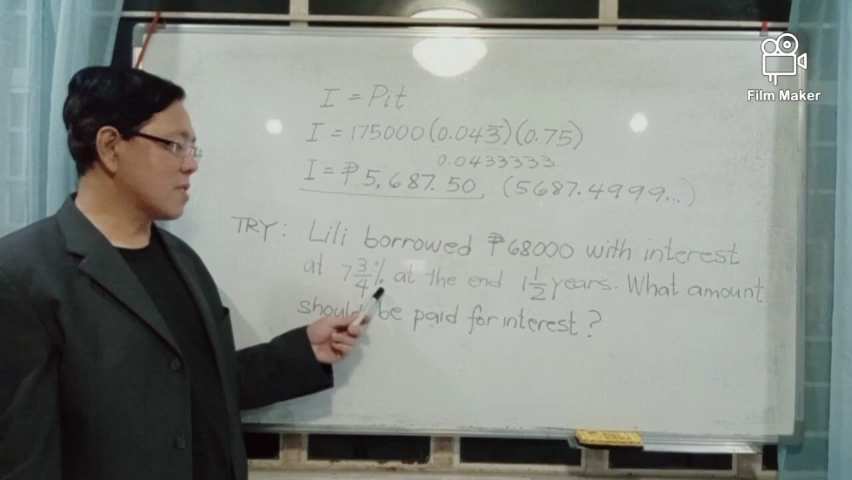 Film Maker
I = Pit
I = 175000 (0.043̅) (0.75)
0.0433333
I = ₱5,687.50 (5687.4999...)
TRY: Lili borrowed ₱68000 with interest
at 7 3/4 % at the end 1 1/2 years. What amount
should be paid for interest?